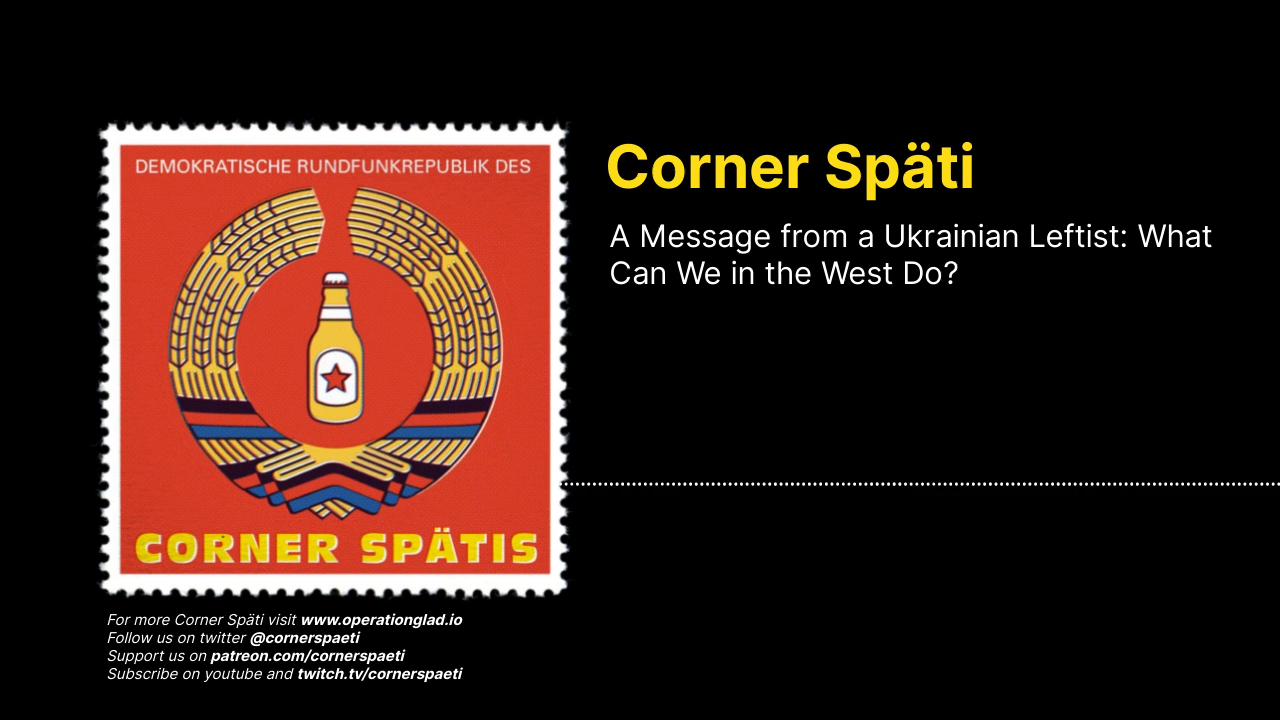 DEMOKRATISCHE RUNDFUNKREPUBLIK DES
CORNER SPÄTIS
Corner Späti
A Message from a Ukrainian Leftist: What
Can We in the West Do?
For more Corner Späti visit www.operationglad.io
Follow us on twitter @cornerspaeti
Support us on patreon.com/cornerspaeti
Subscribe on youtube and twitch.tv/cornerspaeti